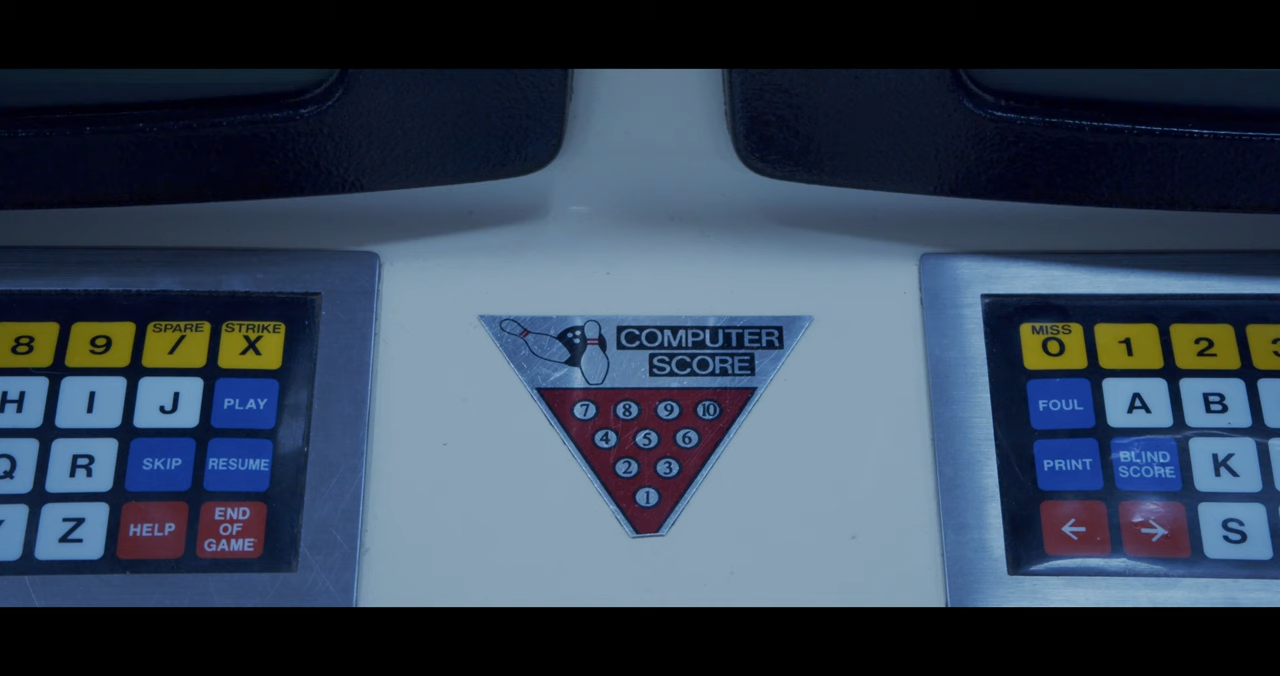 8 9 SPARE / STRIKE X
H I J PLAY
Q R SKIP RESUME
Z HELP END OF GAME
COMPUTER
SCORE
7 8 9 10
4 5 6
2 3
1
MISS 0 1 2 3
FOUL A B
PRINT BLIND SCORE K
← → S